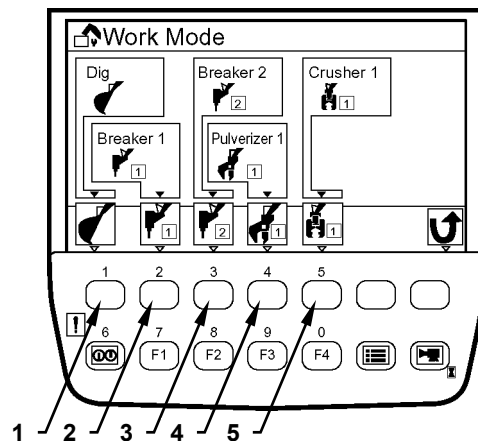 Work Mode
Dig
Breaker 2
2
Crusher 1
1
Breaker 1
1
Pulverizer 1
1
1
2
1
1
1 2 3 4 5
6 7 8 9 0
F1 F2 F3 F4
1 2 3 4 5